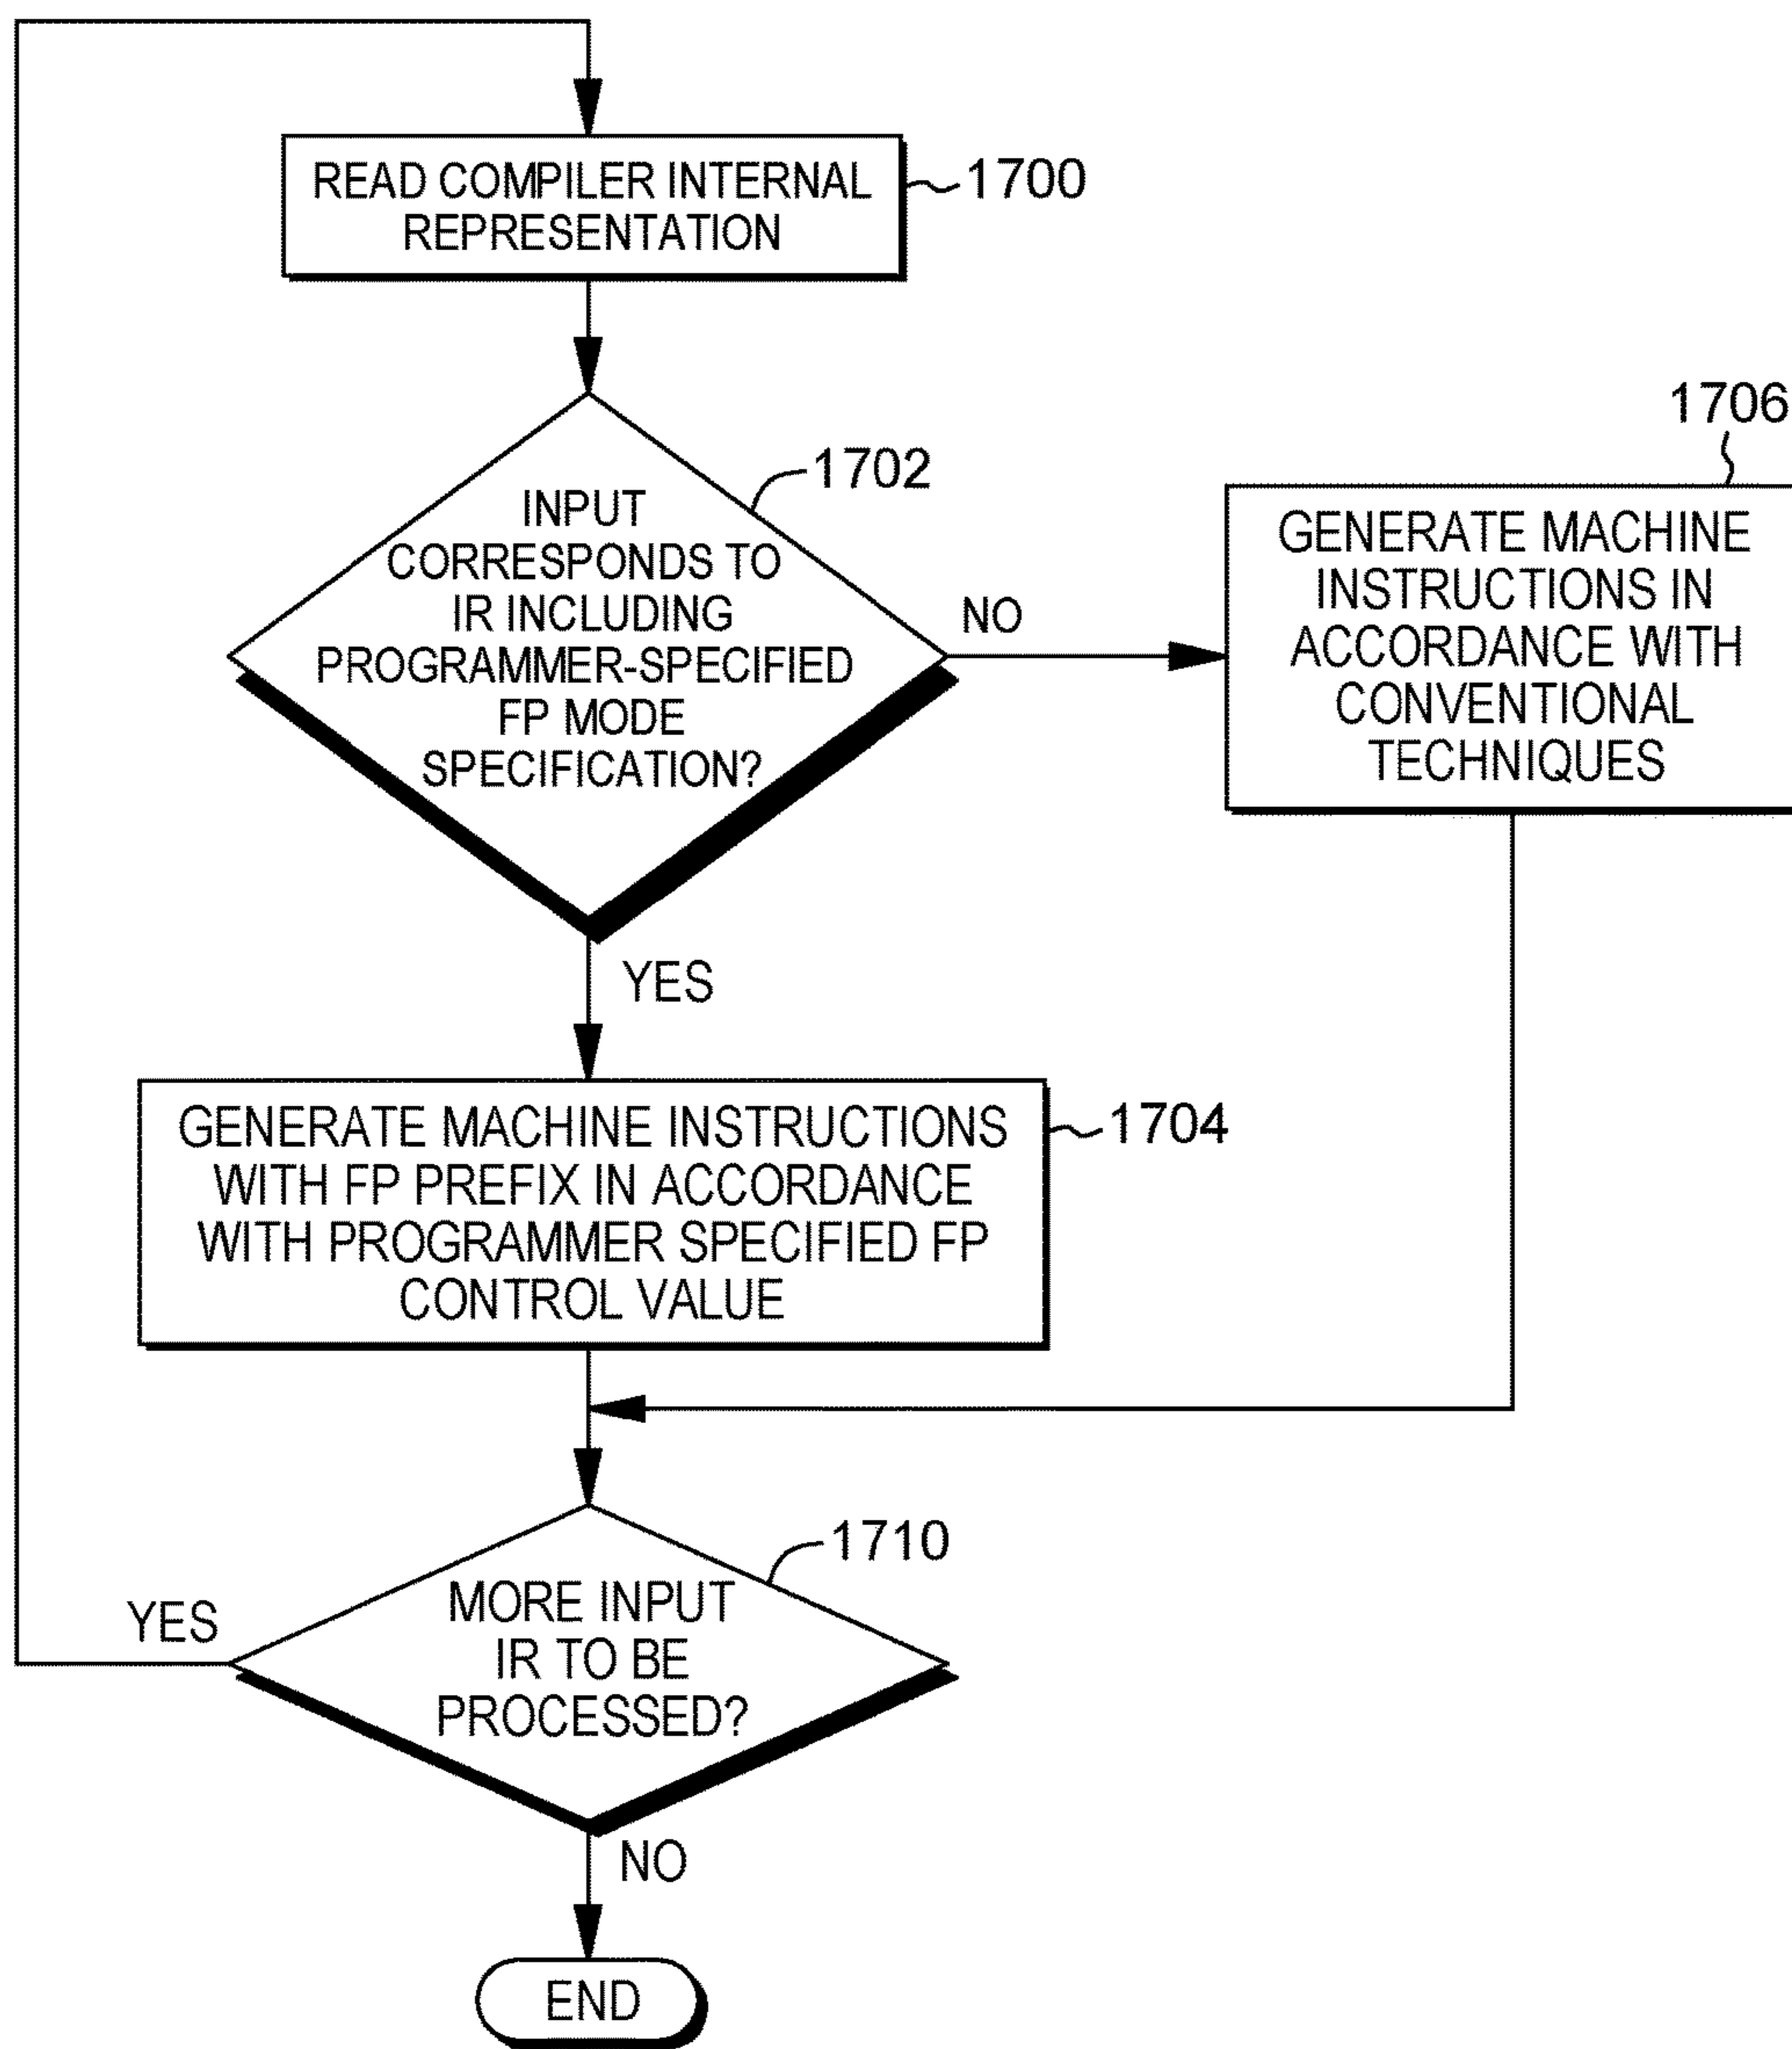 READ COMPILER INTERNAL
REPRESENTATION
1700
1702
INPUT
CORRESPONDS TO
IR INCLUDING
PROGRAMMER-SPECIFIED
FP MODE
SPECIFICATION?
NO
1706
GENERATE MACHINE
INSTRUCTIONS IN
ACCORDANCE WITH
CONVENTIONAL
TECHNIQUES
YES
GENERATE MACHINE INSTRUCTIONS
WITH FP PREFIX IN ACCORDANCE
WITH PROGRAMMER SPECIFIED FP
CONTROL VALUE
1704
1710
MORE INPUT
IR TO BE
PROCESSED?
YES
NO
END